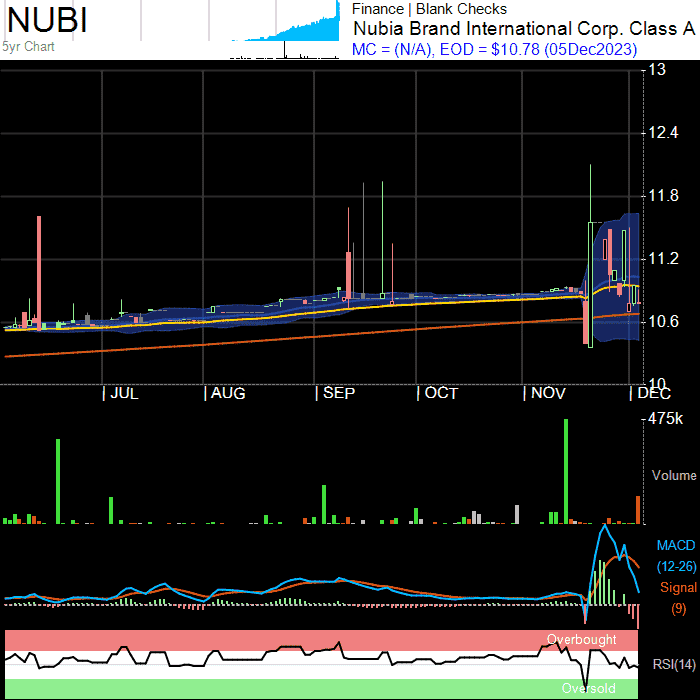 NUBI
5yr Chart
Finance | Blank Checks
Nubia Brand International Corp. Class A
MC = (N/A), EOD = $10.78 (05Dec2023)
13
12.4
11.8
11.2
10.6
10
JUL AUG SEP OCT NOV DEC
475k
Volume
MACD
(12-26)
Signal
(9)
Overbought
RSI(14)
Oversold